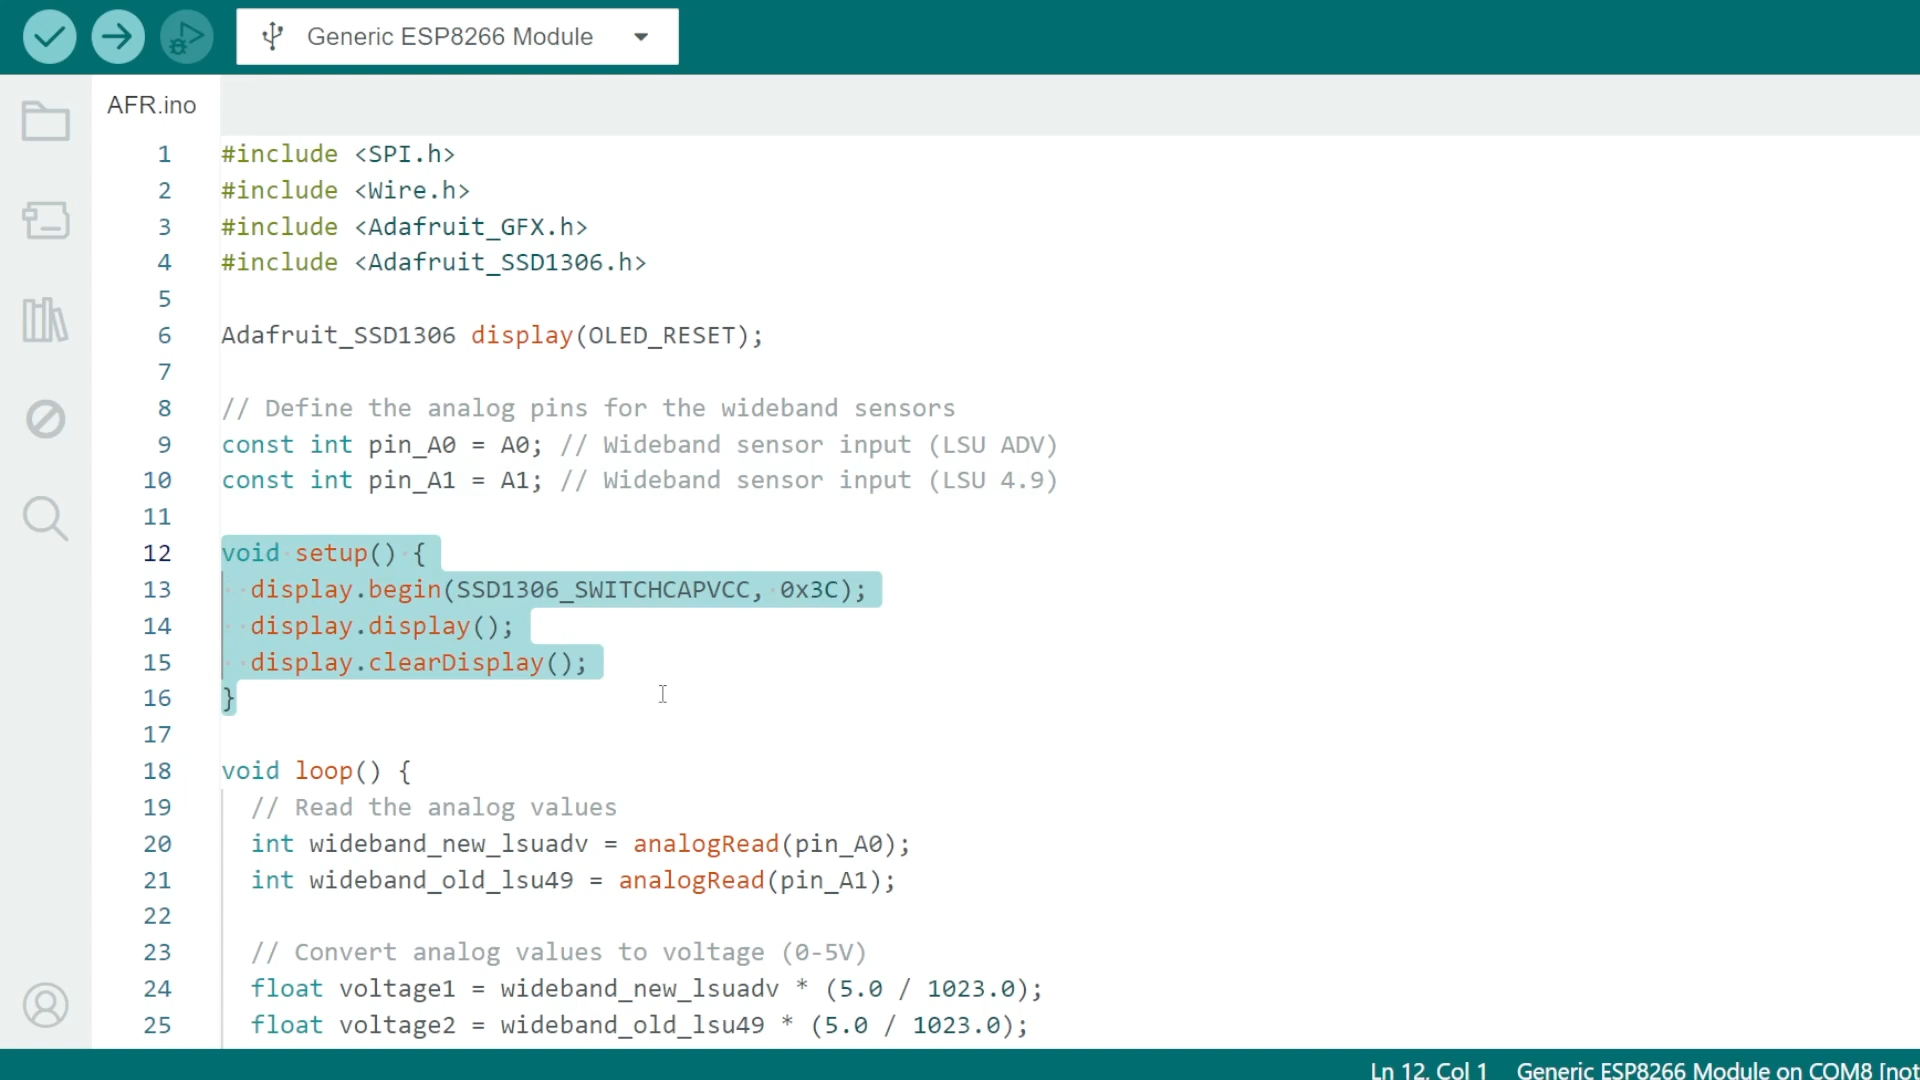 Generic ESP8266 Module
AFR.ino
1 #include <SPI.h>
2 #include <Wire.h>
3 #include <Adafruit_GFX.h>
4 #include <Adafruit_SSD1306.h>
5
6 Adafruit_SSD1306 display(OLED_RESET);
7
8 // Define the analog pins for the wideband sensors
9 const int pin_A0 = A0; // Wideband sensor input (LSU ADV)
10 const int pin_A1 = A1; // Wideband sensor input (LSU 4.9)
11
12 void setup() {
13 display.begin(SSD1306_SWITCHCAPVCC, 0x3C);
14 display.display();
15 display.clearDisplay();
16 }
17
18 void loop() {
19 // Read the analog values
20 int wideband_new_lsuadv = analogRead(pin_A0);
21 int wideband_old_lsu49 = analogRead(pin_A1);
22
23 // Convert analog values to voltage (0-5V)
24 float voltage1 = wideband_new_lsuadv * (5.0 / 1023.0);
25 float voltage2 = wideband_old_lsu49 * (5.0 / 1023.0);
Ln 12, Col 1 Generic ESP8266 Module on COM8 [not